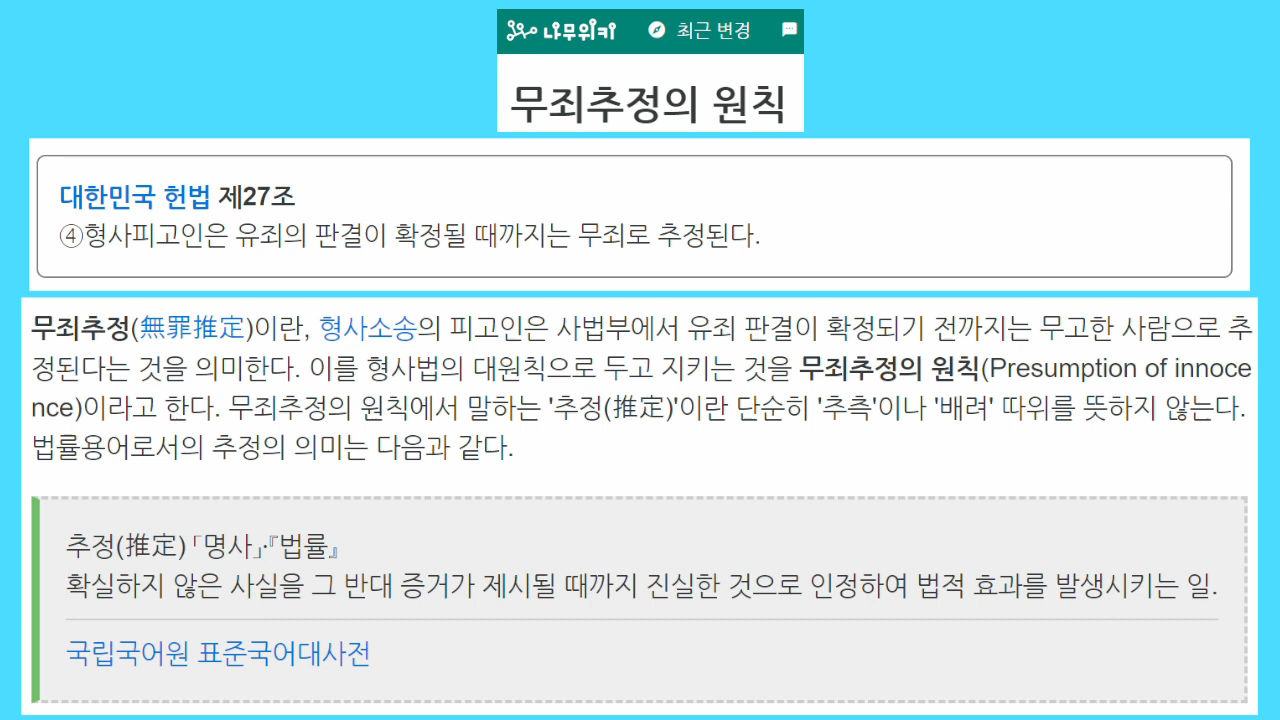 나무위키 최근 변경
무죄추정의 원칙
대한민국 헌법 제27조
④형사피고인은 유죄의 판결이 확정될 때까지는 무죄로 추정된다.
무죄추정(無罪推定)이란, 형사소송의 피고인은 사법부에서 유죄 판결이 확정되기 전까지는 무고한 사람으로 추
정된다는 것을 의미한다. 이를 형사법의 대원칙으로 두고 지키는 것을 무죄추정의 원칙(Presumption of innoce
nce)이라고 한다. 무죄추정의 원칙에서 말하는 '추정(推定)'이란 단순히 '추측'이나 '배려' 따위를 뜻하지 않는다.
법률용어로서의 추정의 의미는 다음과 같다.
추정(推定)「명사」·『법률』
확실하지 않은 사실을 그 반대 증거가 제시될 때까지 진실한 것으로 인정하여 법적 효과를 발생시키는 일.
국립국어원 표준국어대사전